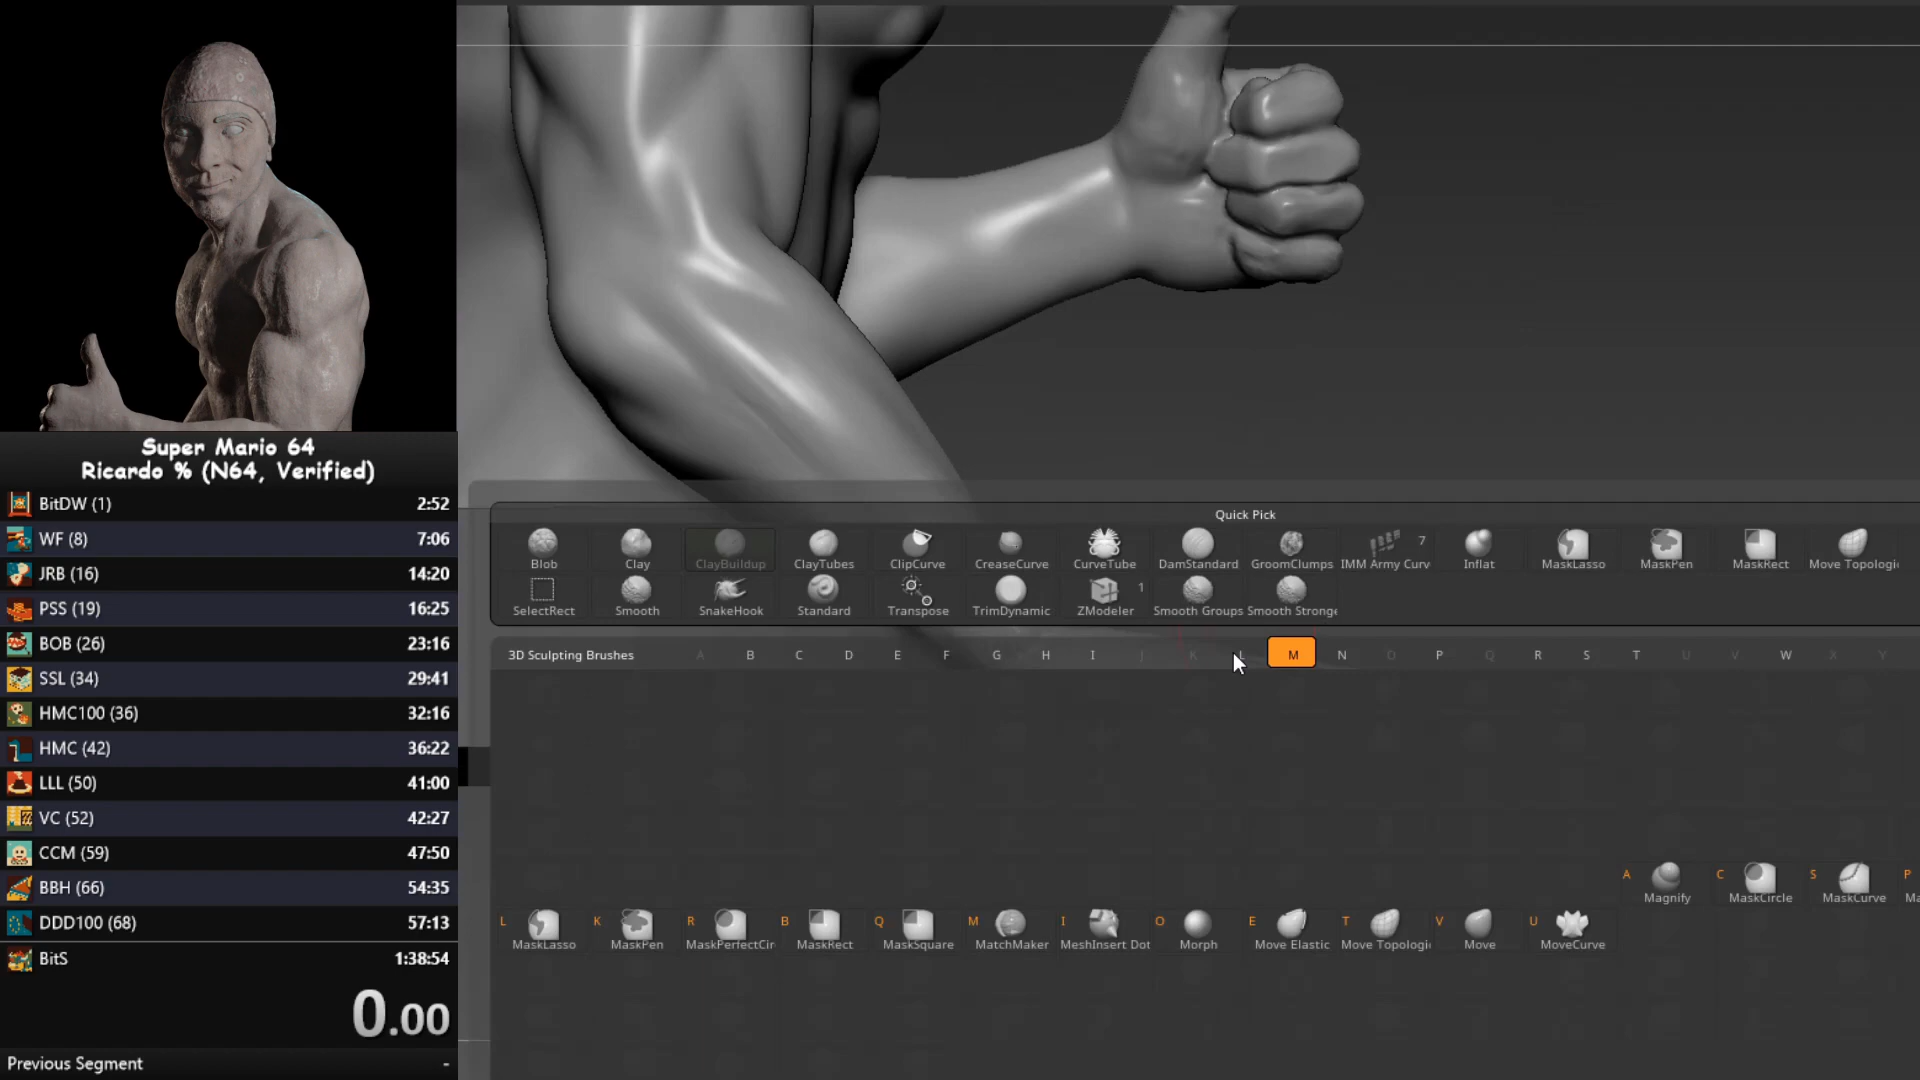 Super Mario 64
Ricardo % (N64, Verified)
BitDW (1) 2:52
WF (8) 7:06
JRB (16) 14:20
PSS (19) 16:25
BOB (26) 23:16
SSL (34) 29:41
HMC100 (36) 32:16
HMC (42) 36:22
LLL (50) 41:00
VC (52) 42:27
CCM (59) 47:50
BBH (66) 54:35
DDD100 (68) 57:13
BitS 1:38:54
0.00
Previous Segment -
Quick Pick
7
Blob Clay ClayBuildup ClayTubes ClipCurve CreaseCurve CurveTube DamStandard GroomClumps IMM Army Curv Inflat MaskLasso MaskPen MaskRect Move Topologic
1
SelectRect Smooth SnakeHook Standard Transpose TrimDynamic ZModeler Smooth Groups Smooth Stronge
3D Sculpting Brushes A B C D E F G H I J K L M N O P Q R S T U V W X Y
A C S P
Magnify MaskCircle MaskCurve Ma
L K R B Q M I O E T V U
MaskLasso MaskPen MaskPerfectCir MaskRect MaskSquare MatchMaker MeshInsert Dot Morph Move Elastic Move Topologic Move MoveCurve